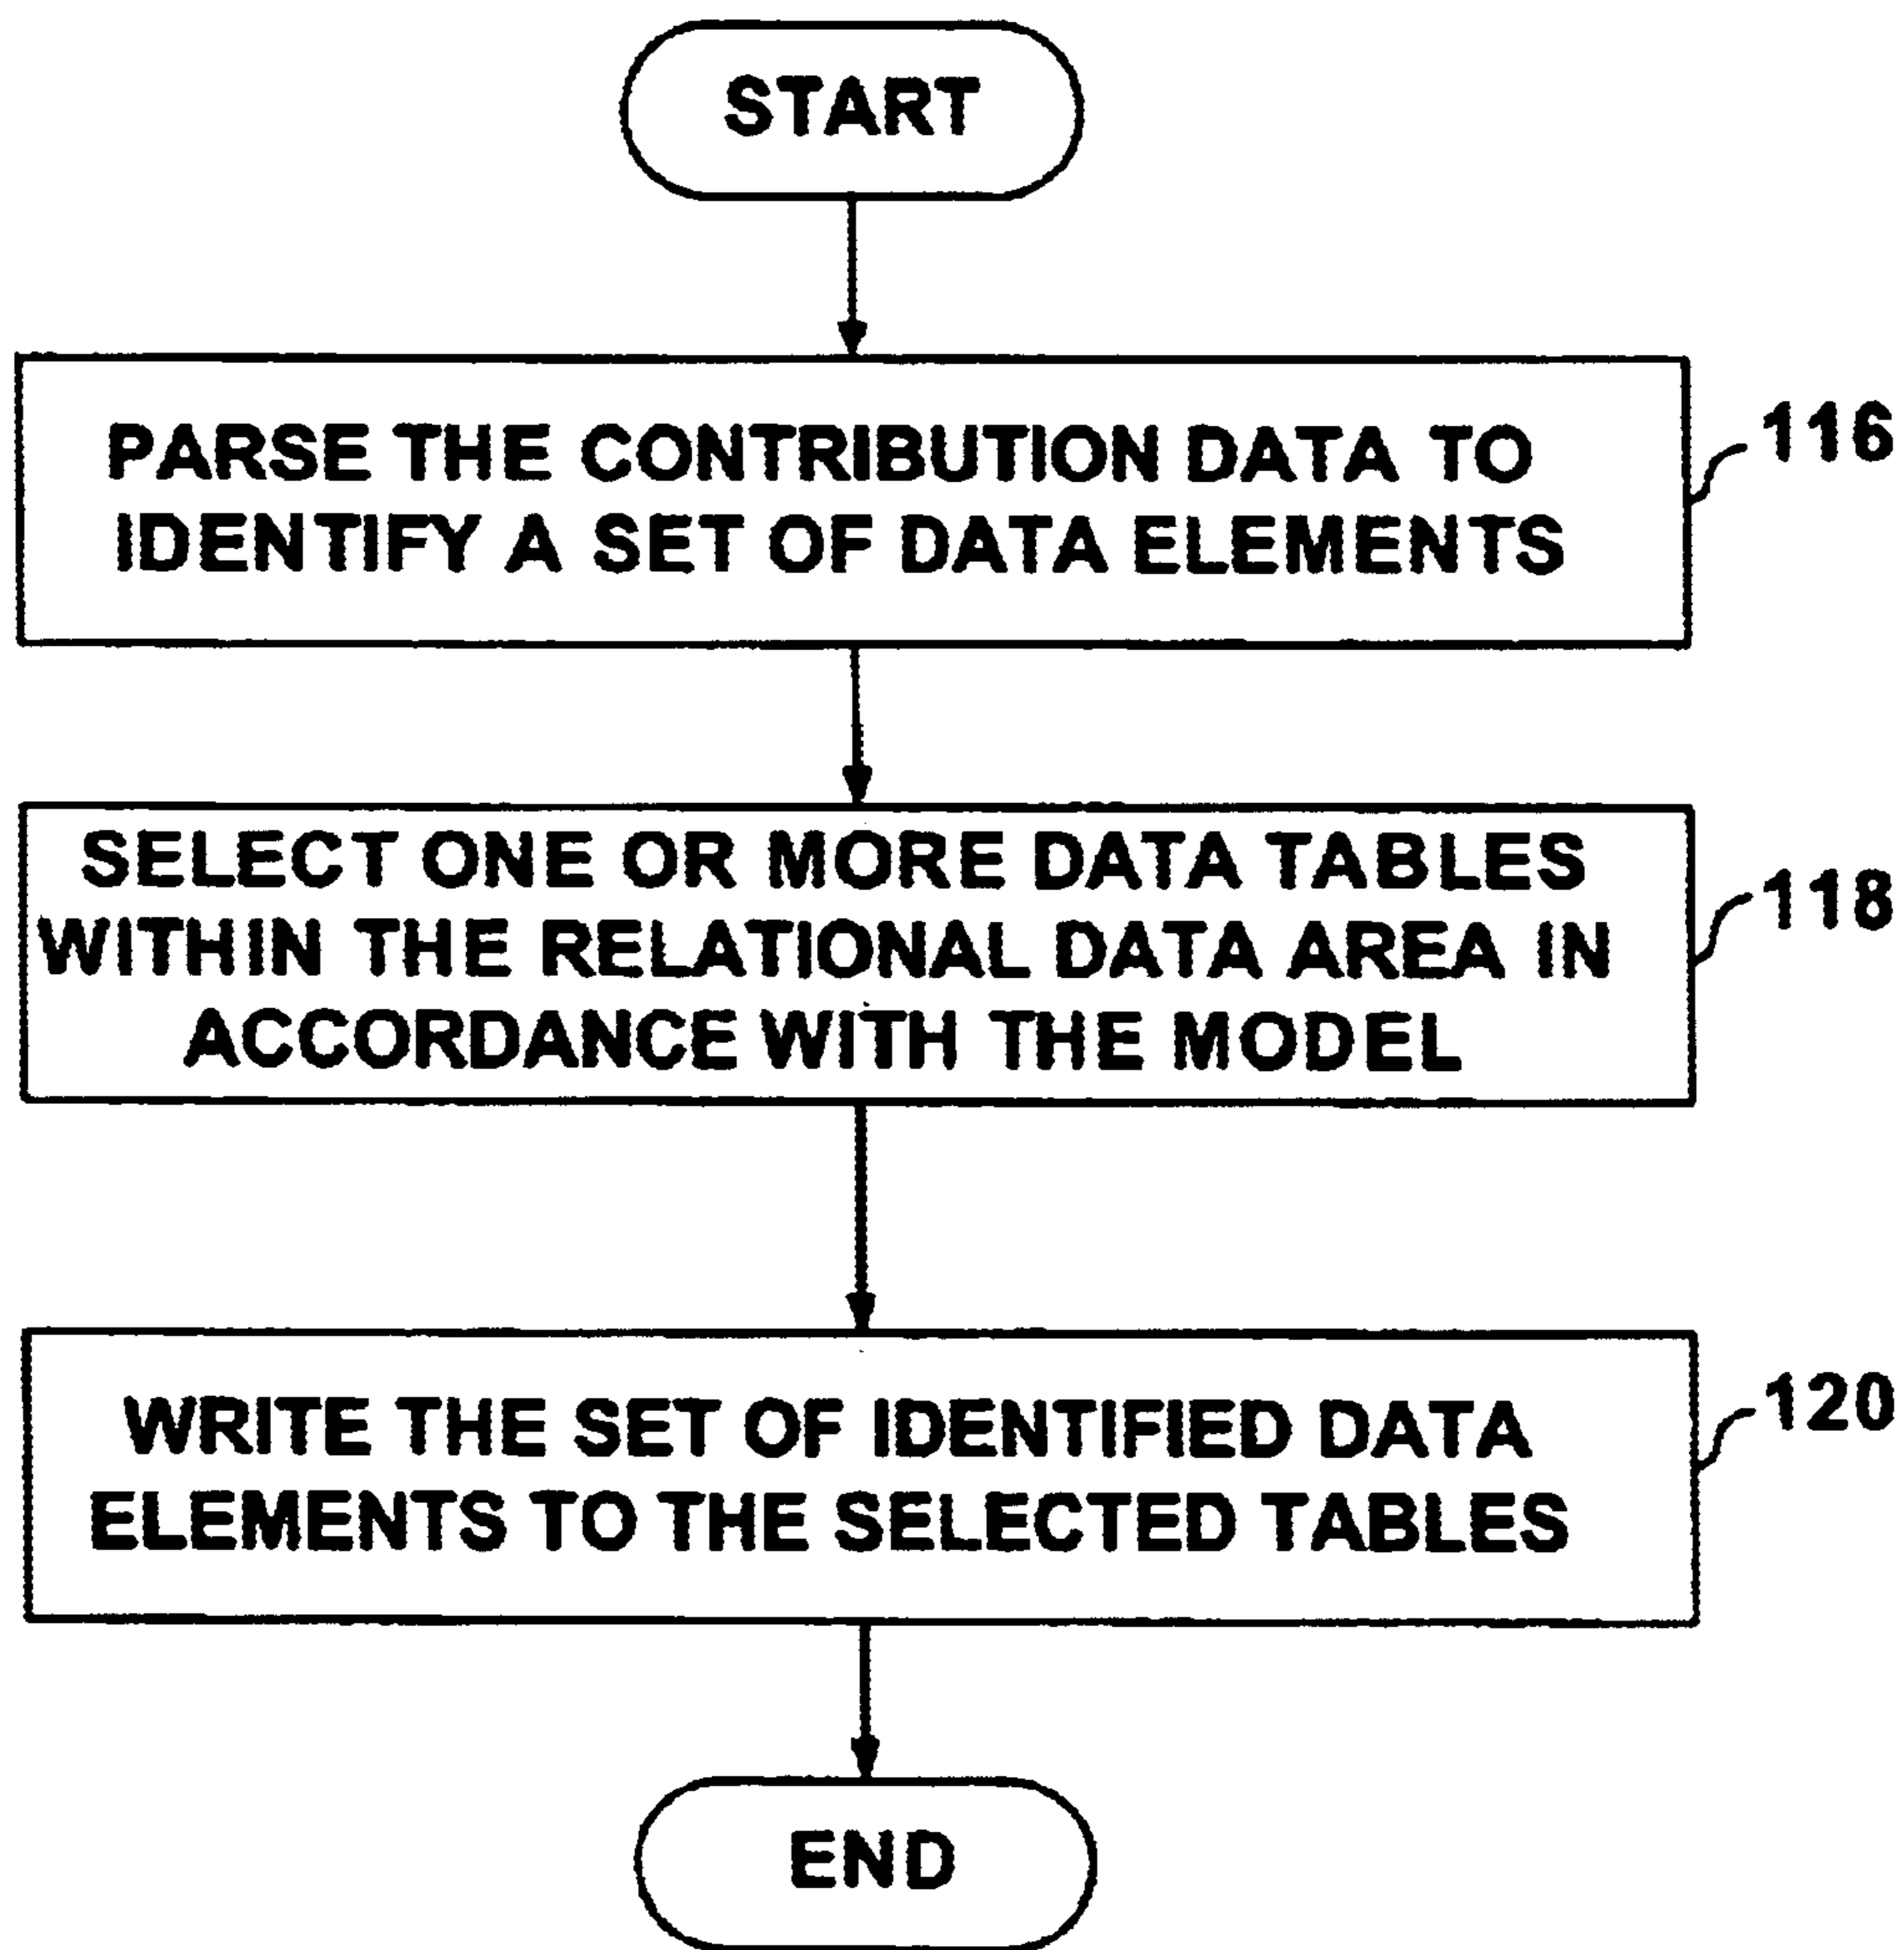 START
PARSE THE CONTRIBUTION DATA TO
IDENTIFY A SET OF DATA ELEMENTS
116
SELECT ONE OR MORE DATA TABLES
WITHIN THE RELATIONAL DATA AREA IN
ACCORDANCE WITH THE MODEL
118
WRITE THE SET OF IDENTIFIED DATA
ELEMENTS TO THE SELECTED TABLES
120
END